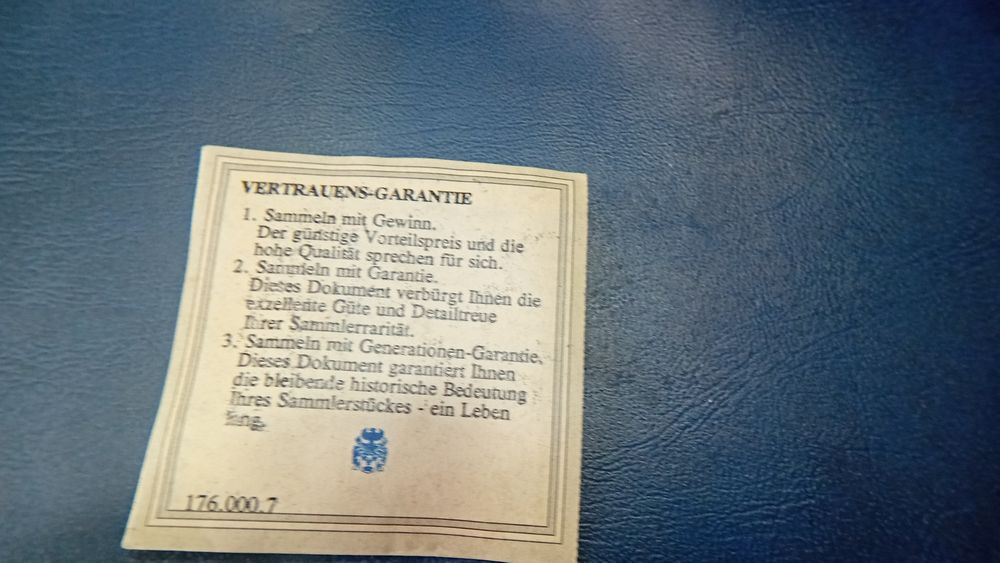 VERTRAUENS-GARANTIE
1. Sammeln mit Gewinn.
Der günstige Vorteilspreis und die
hohe Qualität sprechen für sich.
2. Sammeln mit Garantie.
Dieses Dokument verbürgt Ihnen die
exzellente Güte und Detailtreue
Ihrer Sammlerrarität.
3. Sammeln mit Generationen-Garantie.
Dieses Dokument garantiert Ihnen
die bleibende historische Bedeutung
Ihres Sammlerstückes - ein Leben
lang.
176.000.7